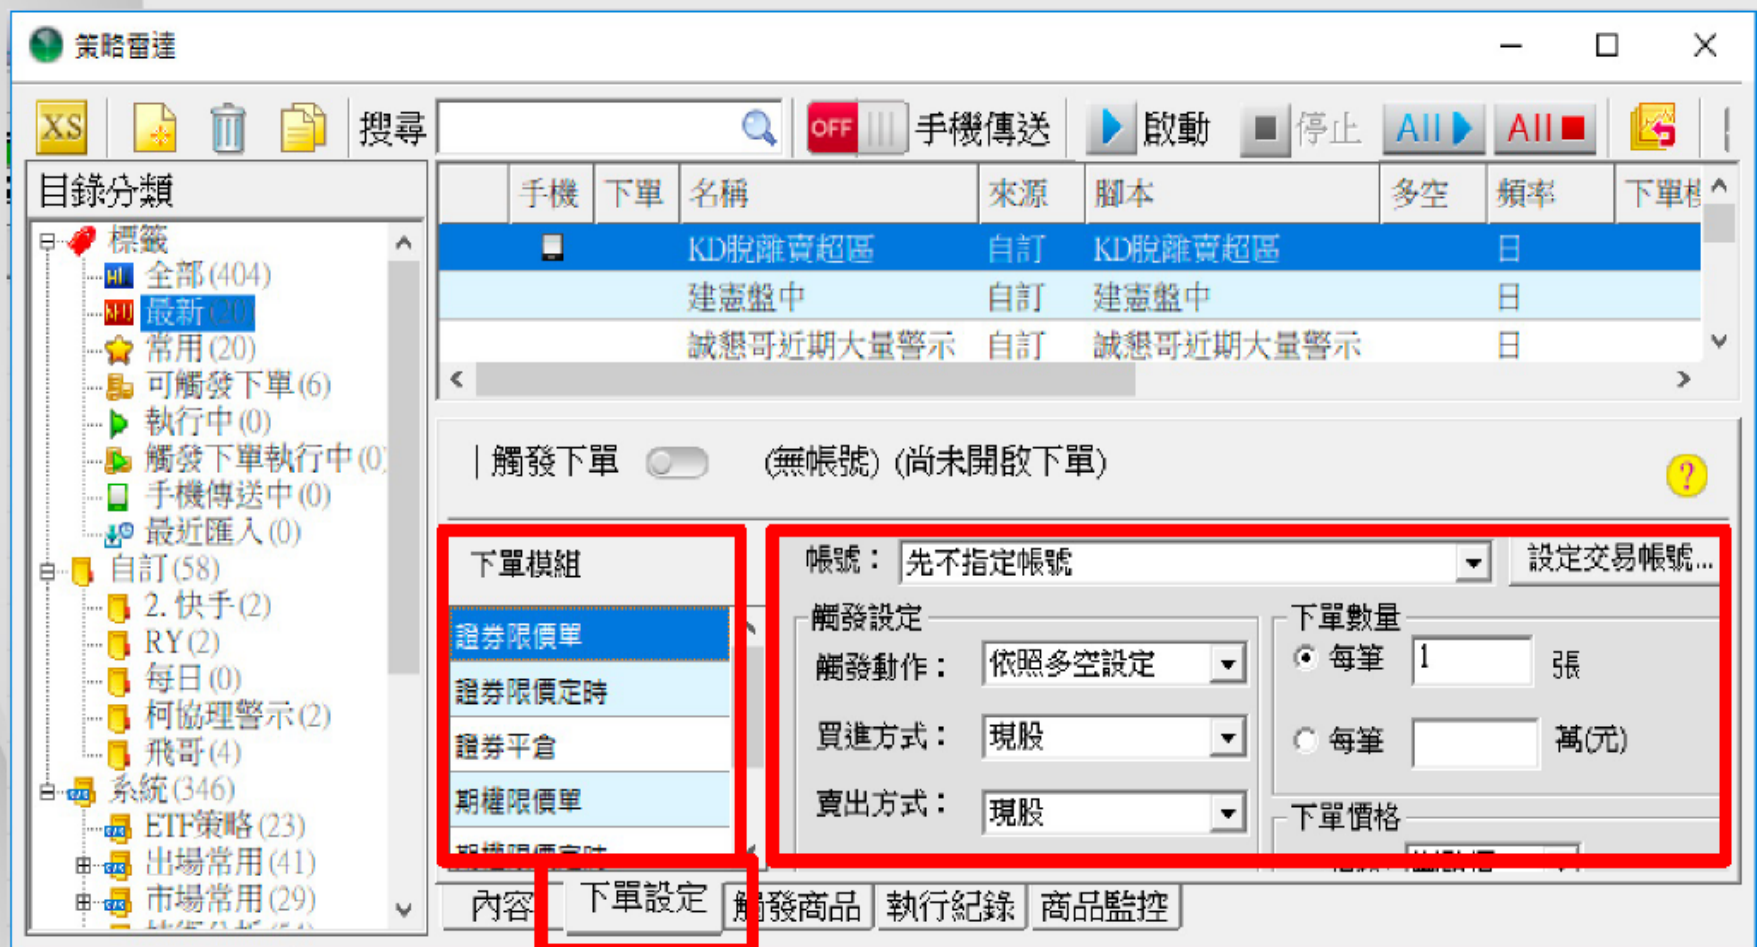 策略雷達
XS 搜尋 OFF 手機傳送 啟動 停止 All All
目錄分類
標籤
全部(404)
最新(20)
常用(20)
可觸發下單(6)
執行中(0)
觸發下單執行中(0)
手機傳送中(0)
最近匯入(0)
自訂(58)
2. 快手(2)
RY(2)
每日(0)
柯協理警示(2)
飛哥(4)
系統(346)
ETF策略(23)
出場常用(41)
市場常用(29)
手機 下單 名稱 來源 腳本 多空 頻率 下單模
KD脫離賣超區 自訂 KD脫離賣超區 日
建憲盤中 自訂 建憲盤中 日
誠懇哥近期大量警示 自訂 誠懇哥近期大量警示 日
|觸發下單 (無帳號) (尚未開啟下單) ?
下單模組
證券限價單
證券限價定時
證券平倉
期權限價單
期權限價定時
帳號： 先不指定帳號 設定交易帳號...
觸發設定
觸發動作： 依照多空設定
買進方式： 現股
賣出方式： 現股
下單數量
每筆 1 張
每筆 萬(元)
下單價格
內容 下單設定 觸發商品 執行紀錄 商品監控